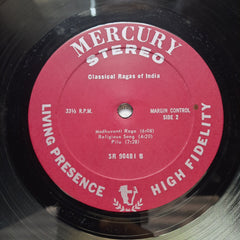 MERCURY
STEREO
Classical Ragas of India
33⅓ R.P.M.
MARGIN CONTROL
SIDE 2
Madhuvanti Raga (6:08)
Religious Song (4:20)
Pilu (7:28)
SR 90481 B
LIVING PRESENCE
HIGH FIDELITY